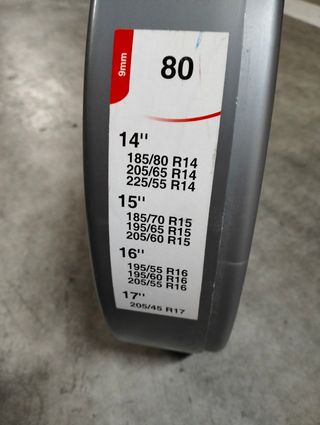 9mm
80
14''
185/80 R14
205/65 R14
225/55 R14
15''
185/70 R15
195/65 R15
205/60 R15
16''
195/55 R16
195/60 R16
205/55 R16
17''
205/45 R17